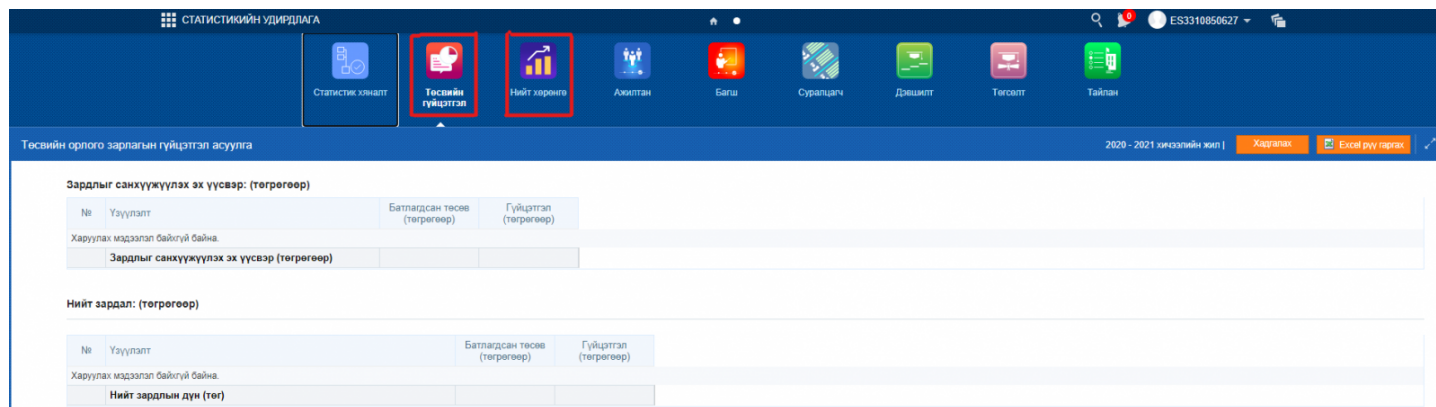 СТАТИСТИКИЙН УДИРДЛАГА
0
ES3310850627
Статистик хяналт
Төсвийн гүйцэтгэл
Нийт хөрөнгө
Ажилтан
Багш
Суралцагч
Дэвшилт
Төгсөлт
Тайлан
Төсвийн орлого зарлагын гүйцэтгэл асуулга
2020 - 2021 хичээлийн жил |
Хадгалах
Excel рүү гаргах
Зардлыг санхүүжүүлэх эх үүсвэр: (төгрөгөөр)
№ Үзүүлэлт Батлагдсан төсөв (төгрөгөөр) Гүйцэтгэл (төгрөгөөр)
Харуулах мэдээлэл байхгүй байна.
Зардлыг санхүүжүүлэх эх үүсвэр (төгрөгөөр)
Нийт зардал: (төгрөгөөр)
№ Үзүүлэлт Батлагдсан төсөв (төгрөгөөр) Гүйцэтгэл (төгрөгөөр)
Харуулах мэдээлэл байхгүй байна.
Нийт зардлын дүн (төг)